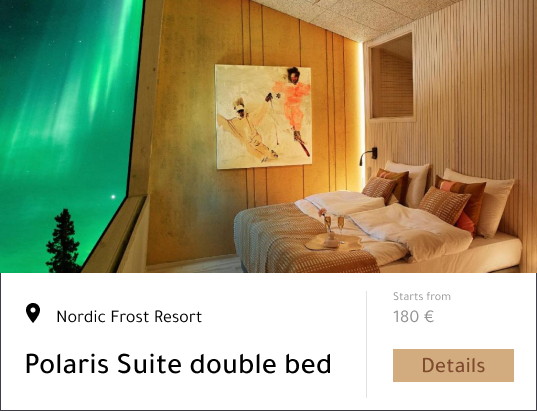 Nordic Frost Resort
Polaris Suite double bed
Starts from
180 €
Details